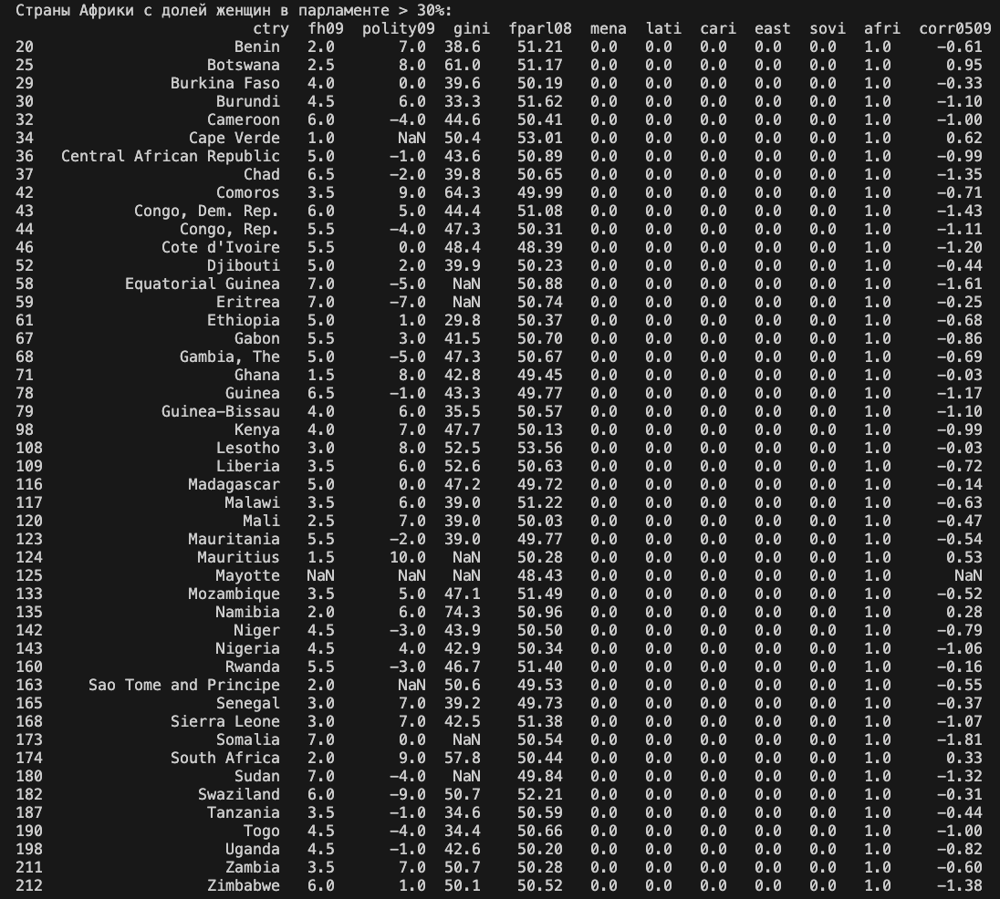 Страны Африки с долей женщин в парламенте > 30%:
ctry fh09 polity09 gini fparl08 mena lati cari east sovi afri corr0509
20 Benin 2.0 7.0 38.6 51.21 0.0 0.0 0.0 0.0 0.0 1.0 -0.61
25 Botswana 2.5 8.0 61.0 51.17 0.0 0.0 0.0 0.0 0.0 1.0 0.95
29 Burkina Faso 4.0 0.0 39.6 50.19 0.0 0.0 0.0 0.0 0.0 1.0 -0.33
30 Burundi 4.5 6.0 33.3 51.62 0.0 0.0 0.0 0.0 0.0 1.0 -1.10
32 Cameroon 6.0 -4.0 44.6 50.41 0.0 0.0 0.0 0.0 0.0 1.0 -1.00
34 Cape Verde 1.0 NaN 50.4 53.01 0.0 0.0 0.0 0.0 0.0 1.0 0.62
36 Central African Republic 5.0 -1.0 43.6 50.89 0.0 0.0 0.0 0.0 0.0 1.0 -0.99
37 Chad 6.5 -2.0 39.8 50.65 0.0 0.0 0.0 0.0 0.0 1.0 -1.35
42 Comoros 3.5 9.0 64.3 49.99 0.0 0.0 0.0 0.0 0.0 1.0 -0.71
43 Congo, Dem. Rep. 6.0 5.0 44.4 51.08 0.0 0.0 0.0 0.0 0.0 1.0 -1.43
44 Congo, Rep. 5.5 -4.0 47.3 50.31 0.0 0.0 0.0 0.0 0.0 1.0 -1.11
46 Cote d'Ivoire 5.5 0.0 48.4 48.39 0.0 0.0 0.0 0.0 0.0 1.0 -1.20
52 Djibouti 5.0 2.0 39.9 50.23 0.0 0.0 0.0 0.0 0.0 1.0 -0.44
58 Equatorial Guinea 7.0 -5.0 NaN 50.88 0.0 0.0 0.0 0.0 0.0 1.0 -1.61
59 Eritrea 7.0 -7.0 NaN 50.74 0.0 0.0 0.0 0.0 0.0 1.0 -0.25
61 Ethiopia 5.0 1.0 29.8 50.37 0.0 0.0 0.0 0.0 0.0 1.0 -0.68
67 Gabon 5.5 3.0 41.5 50.70 0.0 0.0 0.0 0.0 0.0 1.0 -0.86
68 Gambia, The 5.0 -5.0 47.3 50.67 0.0 0.0 0.0 0.0 0.0 1.0 -0.69
71 Ghana 1.5 8.0 42.8 49.45 0.0 0.0 0.0 0.0 0.0 1.0 -0.03
78 Guinea 6.5 -1.0 43.3 49.77 0.0 0.0 0.0 0.0 0.0 1.0 -1.17
79 Guinea-Bissau 4.0 6.0 35.5 50.57 0.0 0.0 0.0 0.0 0.0 1.0 -1.10
98 Kenya 4.0 7.0 47.7 50.13 0.0 0.0 0.0 0.0 0.0 1.0 -0.99
108 Lesotho 3.0 8.0 52.5 53.56 0.0 0.0 0.0 0.0 0.0 1.0 -0.03
109 Liberia 3.5 6.0 52.6 50.63 0.0 0.0 0.0 0.0 0.0 1.0 -0.72
116 Madagascar 5.0 0.0 47.2 49.72 0.0 0.0 0.0 0.0 0.0 1.0 -0.14
117 Malawi 3.5 6.0 39.0 51.22 0.0 0.0 0.0 0.0 0.0 1.0 -0.63
120 Mali 2.5 7.0 39.0 50.03 0.0 0.0 0.0 0.0 0.0 1.0 -0.47
123 Mauritania 5.5 -2.0 39.0 49.77 0.0 0.0 0.0 0.0 0.0 1.0 -0.54
124 Mauritius 1.5 10.0 NaN 50.28 0.0 0.0 0.0 0.0 0.0 1.0 0.53
125 Mayotte NaN NaN NaN 48.43 0.0 0.0 0.0 0.0 0.0 1.0 NaN
133 Mozambique 3.5 5.0 47.1 51.49 0.0 0.0 0.0 0.0 0.0 1.0 -0.52
135 Namibia 2.0 6.0 74.3 50.96 0.0 0.0 0.0 0.0 0.0 1.0 0.28
142 Niger 4.5 -3.0 43.9 50.50 0.0 0.0 0.0 0.0 0.0 1.0 -0.79
143 Nigeria 4.5 4.0 42.9 50.34 0.0 0.0 0.0 0.0 0.0 1.0 -1.06
160 Rwanda 5.5 -3.0 46.7 51.40 0.0 0.0 0.0 0.0 0.0 1.0 -0.16
163 Sao Tome and Principe 2.0 NaN 50.6 49.53 0.0 0.0 0.0 0.0 0.0 1.0 -0.55
165 Senegal 3.0 7.0 39.2 49.73 0.0 0.0 0.0 0.0 0.0 1.0 -0.37
168 Sierra Leone 3.0 7.0 42.5 51.38 0.0 0.0 0.0 0.0 0.0 1.0 -1.07
173 Somalia 7.0 0.0 NaN 50.54 0.0 0.0 0.0 0.0 0.0 1.0 -1.81
174 South Africa 2.0 9.0 57.8 50.44 0.0 0.0 0.0 0.0 0.0 1.0 0.33
180 Sudan 7.0 -4.0 NaN 49.84 0.0 0.0 0.0 0.0 0.0 1.0 -1.32
182 Swaziland 6.0 -9.0 50.7 52.21 0.0 0.0 0.0 0.0 0.0 1.0 -0.31
187 Tanzania 3.5 -1.0 34.6 50.59 0.0 0.0 0.0 0.0 0.0 1.0 -0.44
190 Togo 4.5 -4.0 34.4 50.66 0.0 0.0 0.0 0.0 0.0 1.0 -1.00
198 Uganda 4.5 -1.0 42.6 50.20 0.0 0.0 0.0 0.0 0.0 1.0 -0.82
211 Zambia 3.5 7.0 50.7 50.28 0.0 0.0 0.0 0.0 0.0 1.0 -0.60
212 Zimbabwe 6.0 1.0 50.1 50.52 0.0 0.0 0.0 0.0 0.0 1.0 -1.38